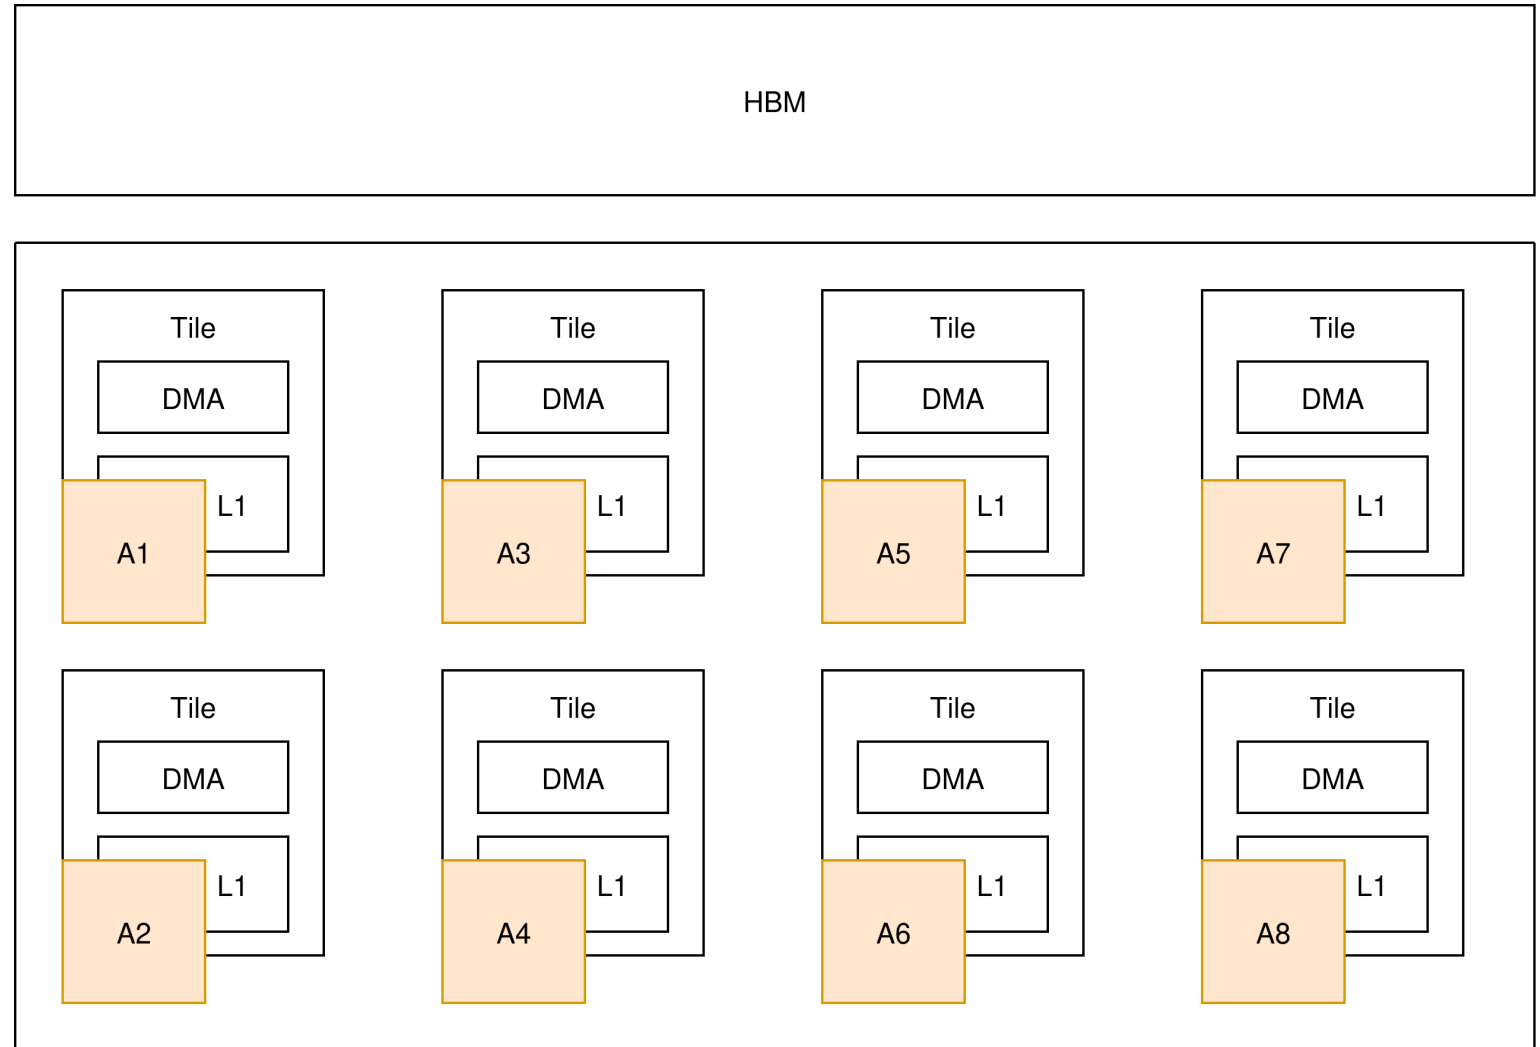 HBM
Tile Tile Tile Tile
DMA DMA DMA DMA
L1 L1 L1 L1
A1 A3 A5 A7
Tile Tile Tile Tile
DMA DMA DMA DMA
L1 L1 L1 L1
A2 A4 A6 A8